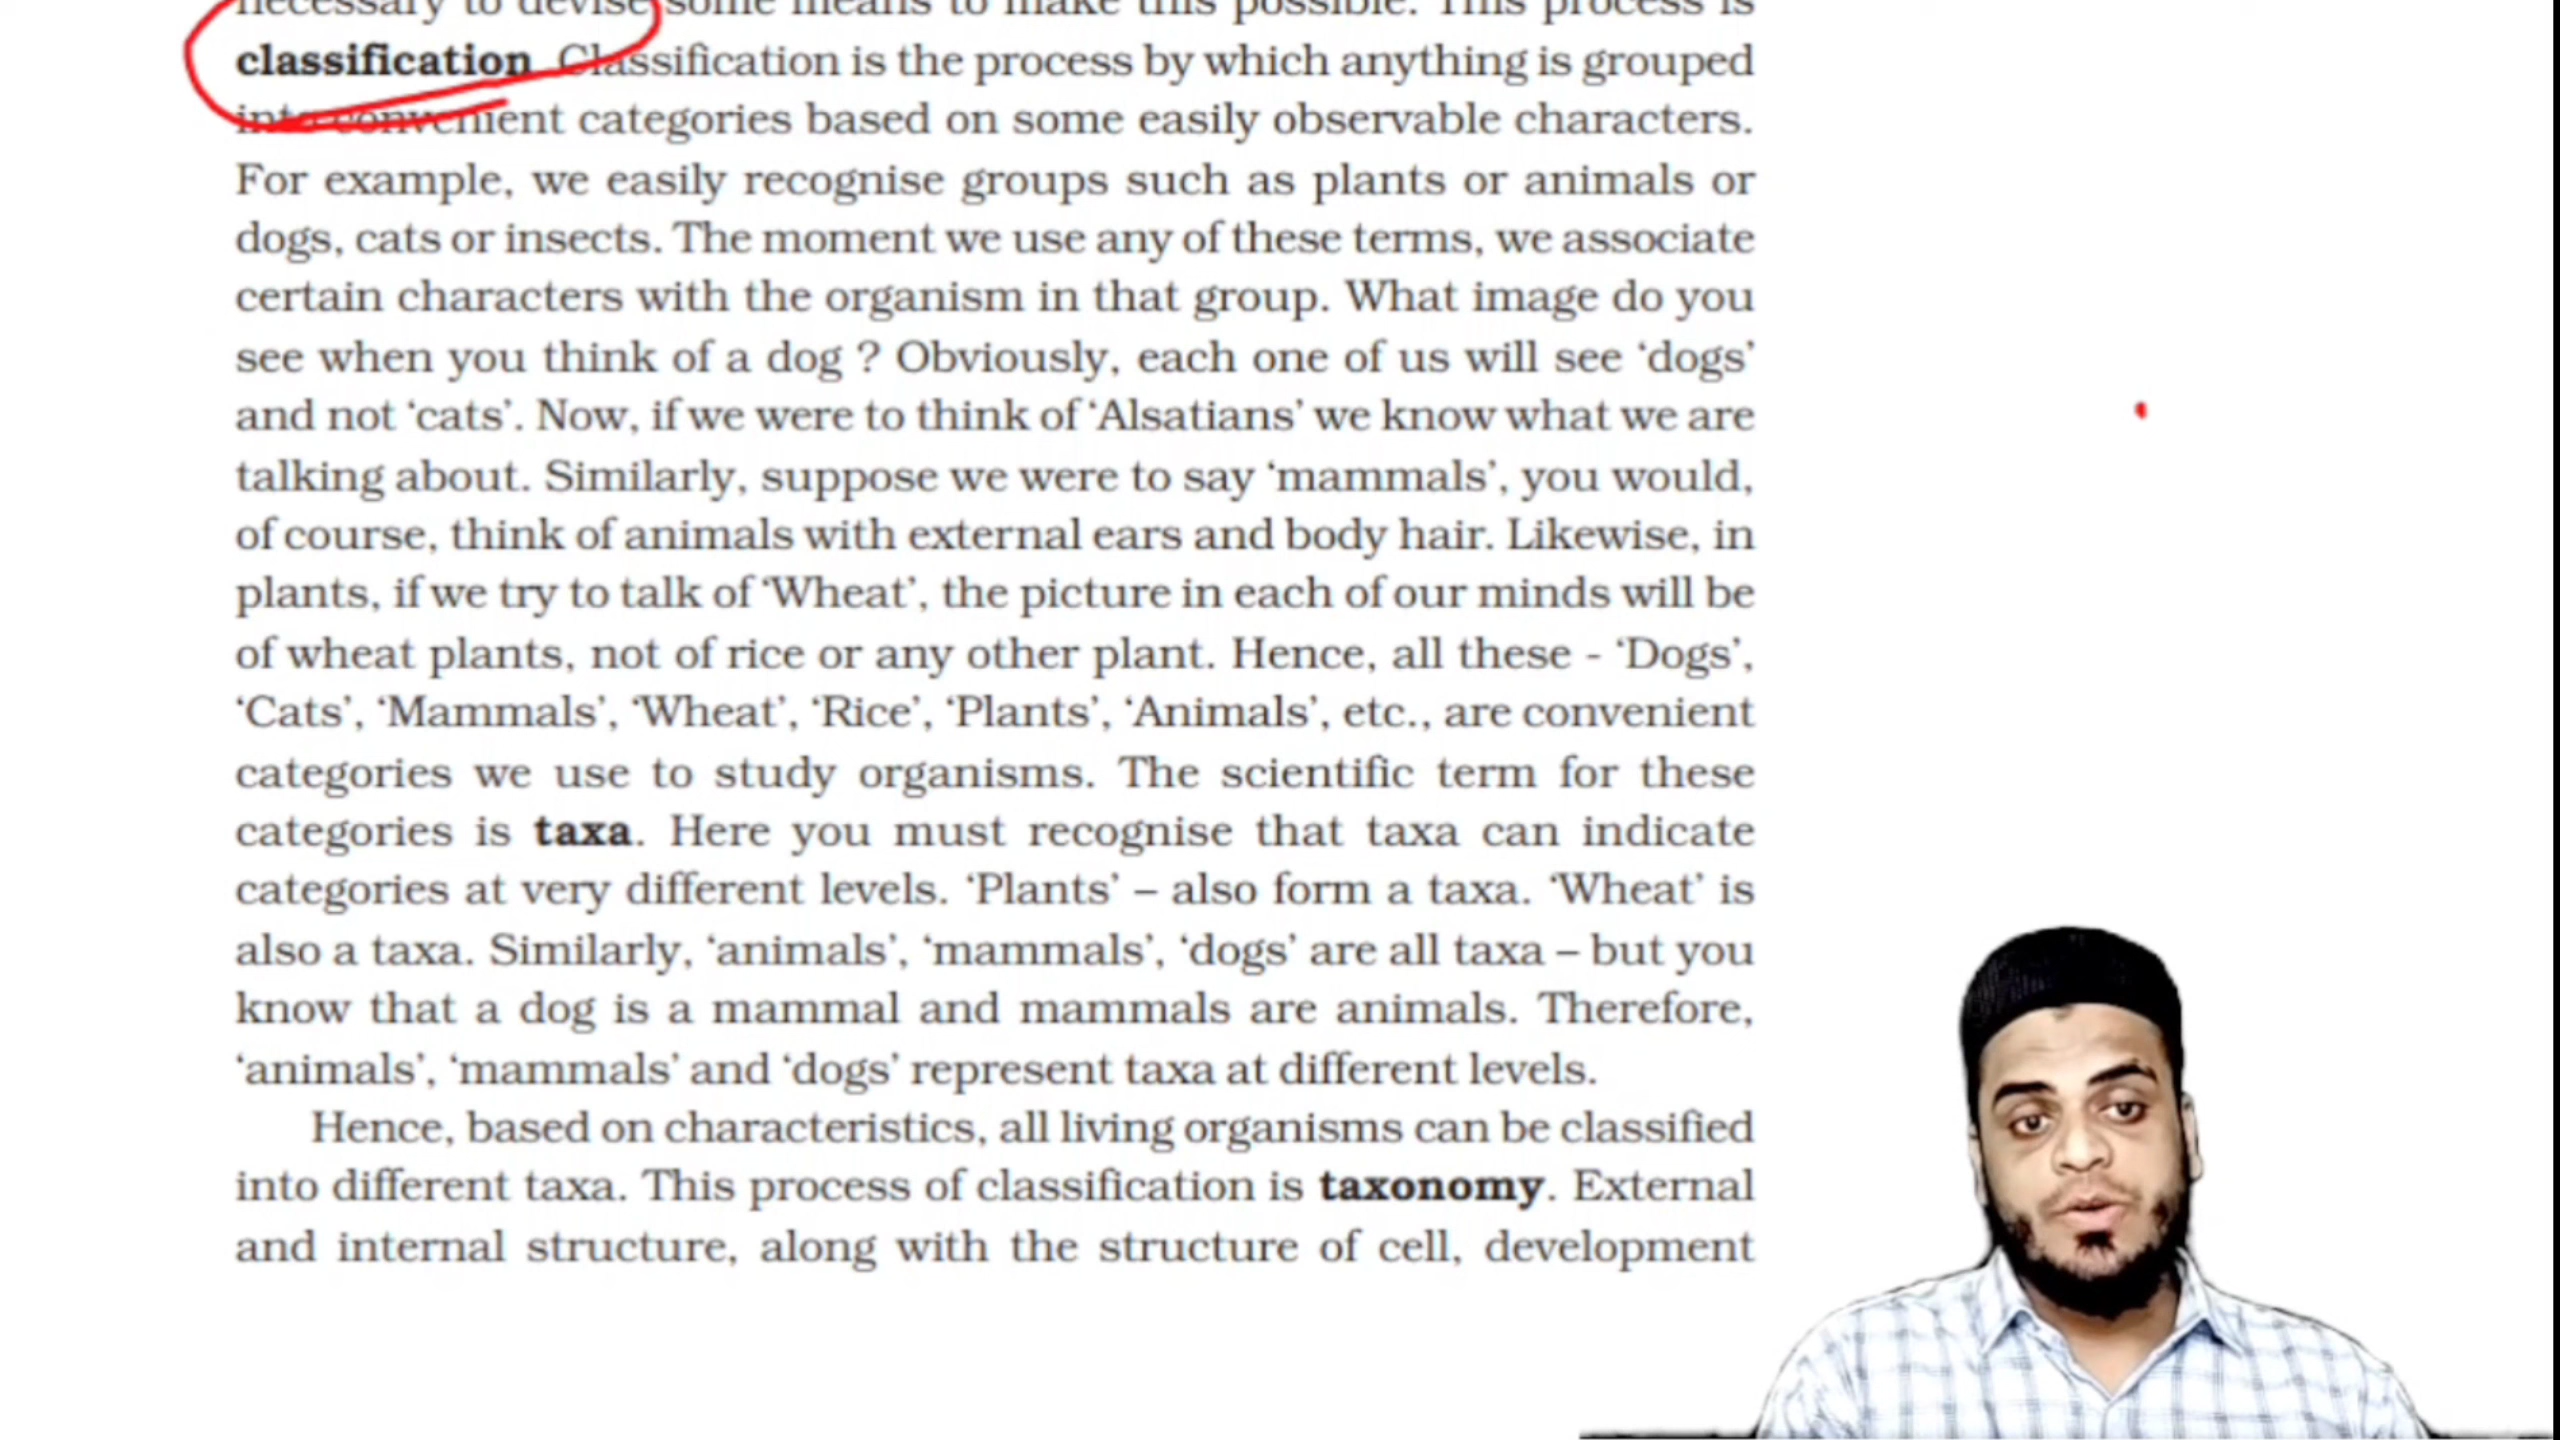 necessary to devise some means to make this possible. This process is
classification. Classification is the process by which anything is grouped
into convenient categories based on some easily observable characters.
For example, we easily recognise groups such as plants or animals or
dogs, cats or insects. The moment we use any of these terms, we associate
certain characters with the organism in that group. What image do you
see when you think of a dog ? Obviously, each one of us will see ‘dogs’
and not ‘cats’. Now, if we were to think of ‘Alsatians’ we know what we are
talking about. Similarly, suppose we were to say ‘mammals’, you would,
of course, think of animals with external ears and body hair. Likewise, in
plants, if we try to talk of ‘Wheat’, the picture in each of our minds will be
of wheat plants, not of rice or any other plant. Hence, all these - ‘Dogs’,
‘Cats’, ‘Mammals’, ‘Wheat’, ‘Rice’, ‘Plants’, ‘Animals’, etc., are convenient
categories we use to study organisms. The scientific term for these
categories is taxa. Here you must recognise that taxa can indicate
categories at very different levels. ‘Plants’ – also form a taxa. ‘Wheat’ is
also a taxa. Similarly, ‘animals’, ‘mammals’, ‘dogs’ are all taxa – but you
know that a dog is a mammal and mammals are animals. Therefore,
‘animals’, ‘mammals’ and ‘dogs’ represent taxa at different levels.
Hence, based on characteristics, all living organisms can be classified
into different taxa. This process of classification is taxonomy. External
and internal structure, along with the structure of cell, development